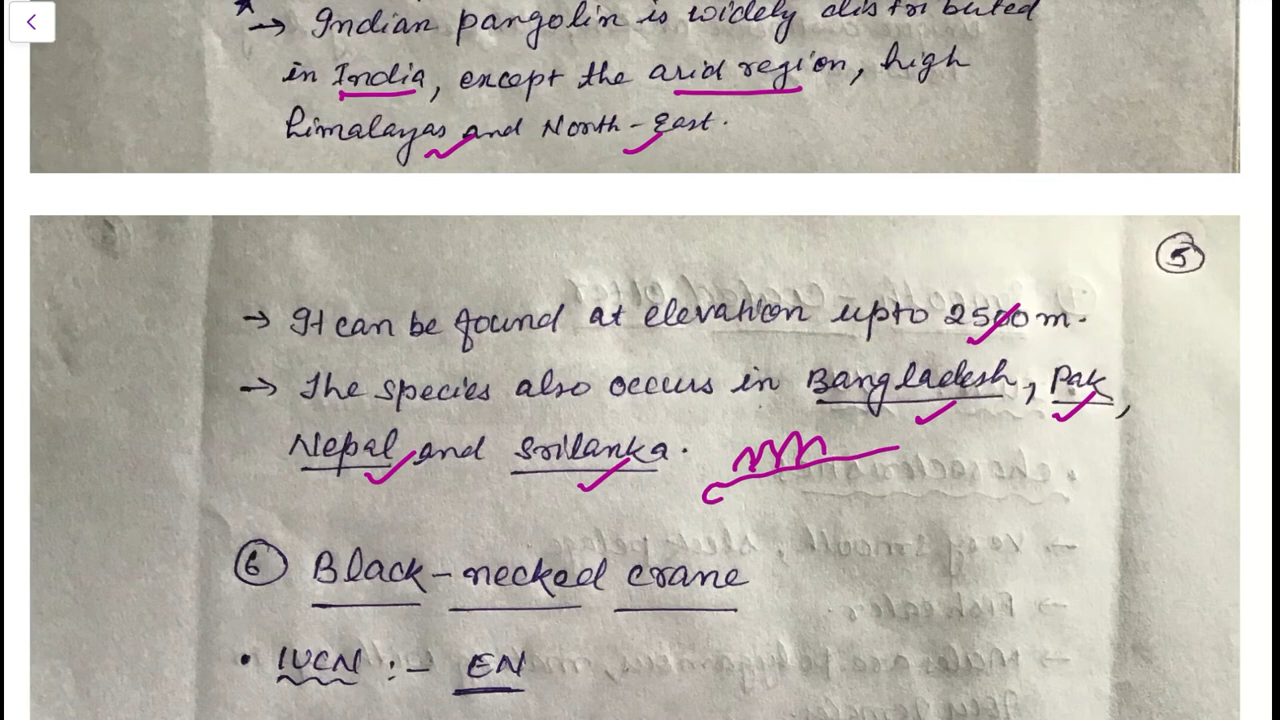 → Indian pangolin is widely distributed
in India, except the arid region, high
himalayas and North-East.
5
→ It can be found at elevation upto 2500m.
→ The species also occurs in Bangladesh, Pak,
Nepal and Srilanka.
6 Black-necked crane
• IUCN :- EN